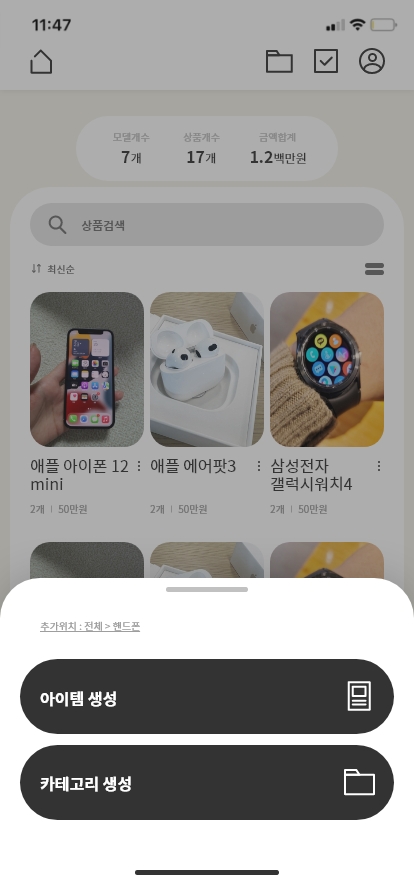 11:47
모델개수 상품개수 금액합계
7개 17개 1.2백만원
상품검색
최신순
애플 아이폰 12 mini
애플 에어팟3
삼성전자
갤럭시워치4
2개 | 50만원
2개 | 50만원
2개 | 50만원
추가위치 : 전체 > 핸드폰
아이템 생성
카테고리 생성